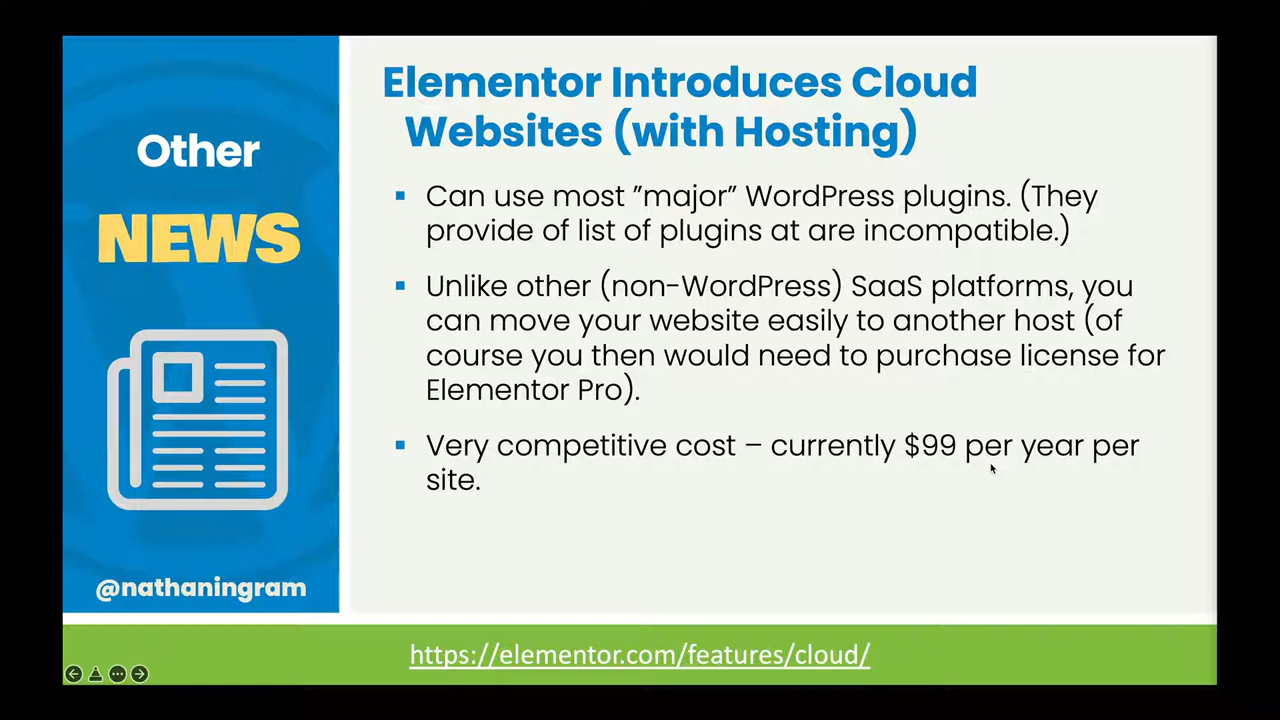 Other
NEWS
@nathaningram
Elementor Introduces Cloud
Websites (with Hosting)
▪ Can use most ”major” WordPress plugins. (They
provide of list of plugins at are incompatible.)
▪ Unlike other (non-WordPress) SaaS platforms, you
can move your website easily to another host (of
course you then would need to purchase license for
Elementor Pro).
▪ Very competitive cost – currently $99 per year per
site.
https://elementor.com/features/cloud/